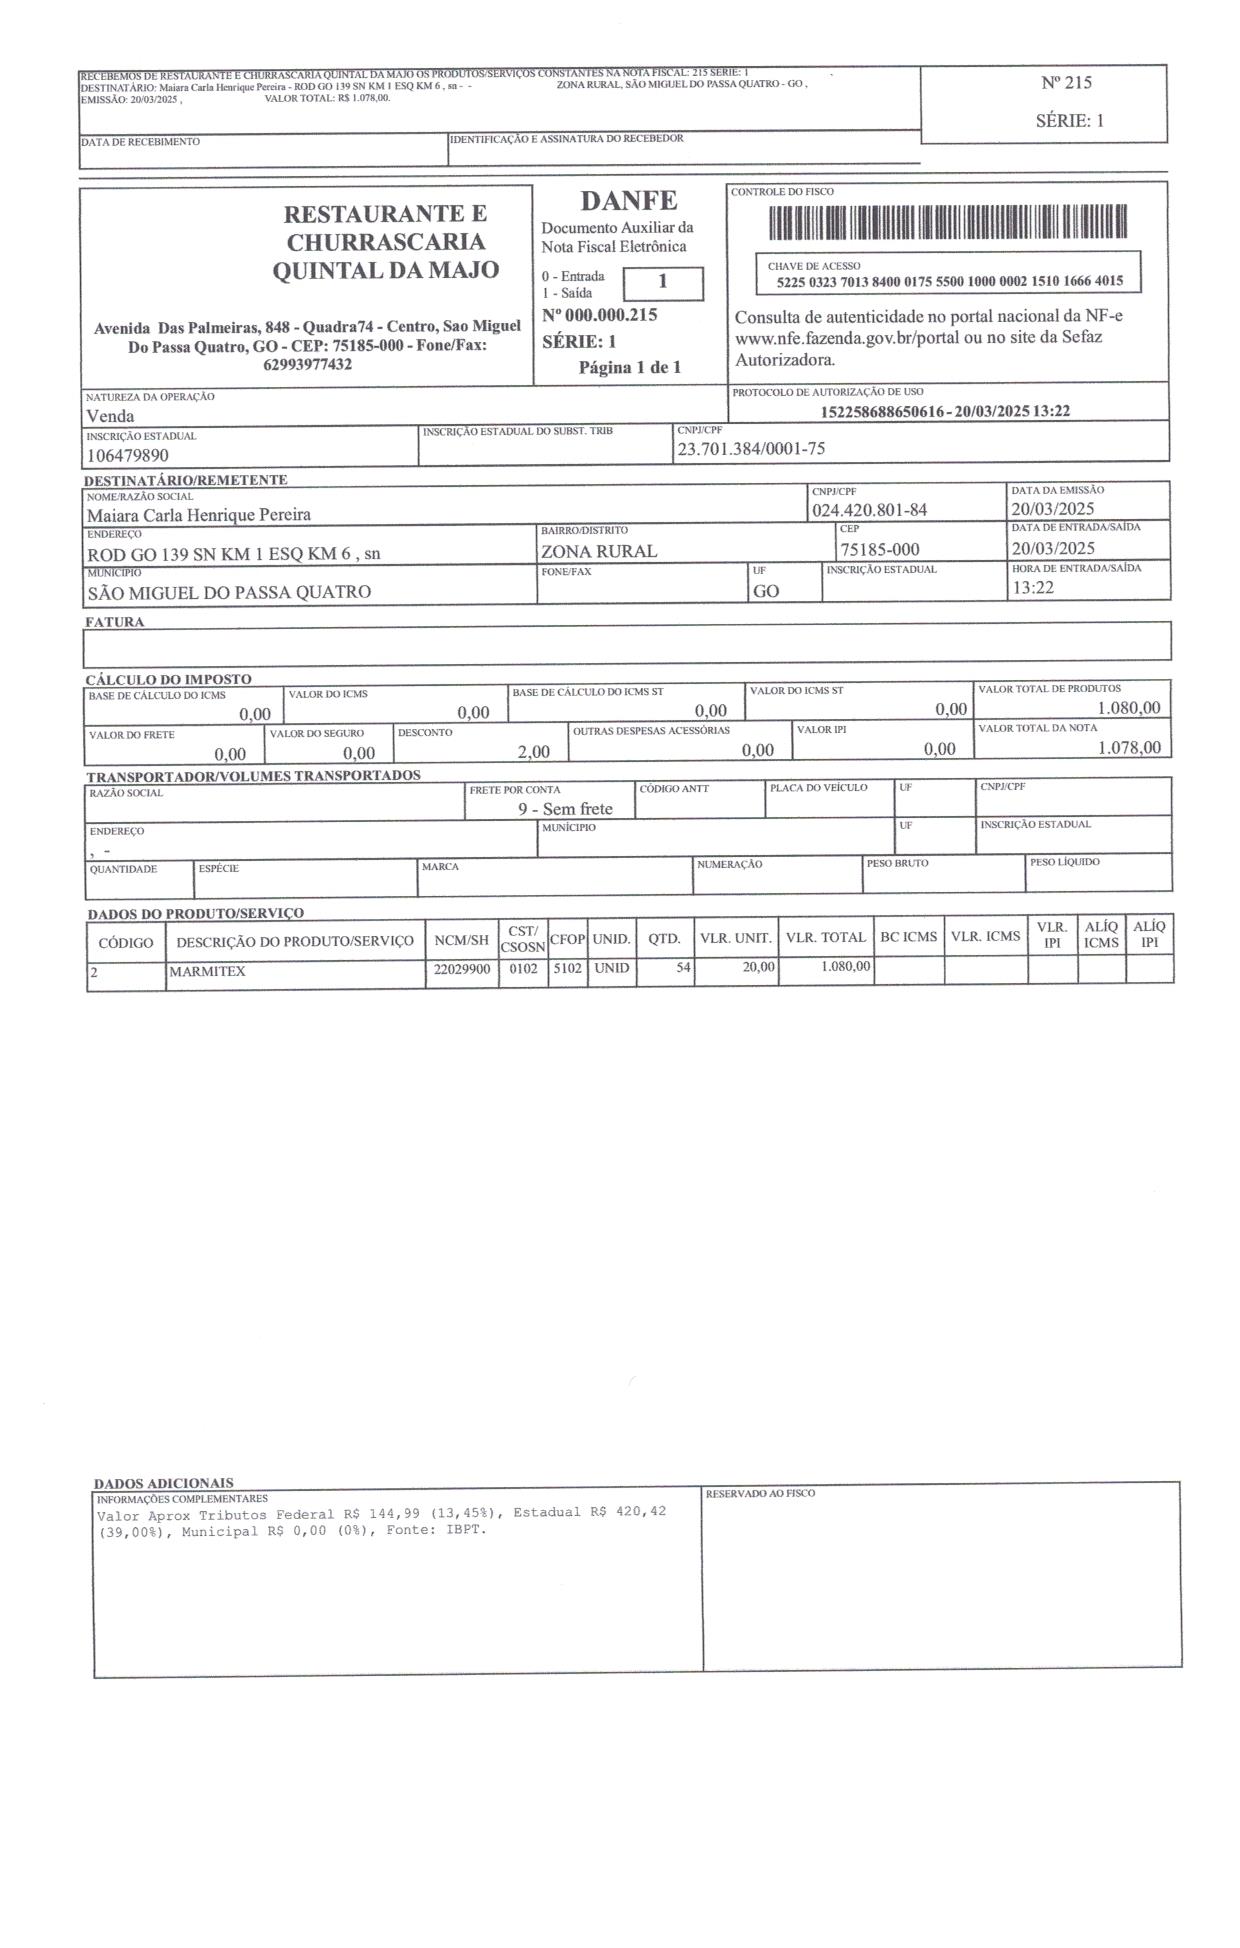 RECEBEMOS DE RESTAURANTE E CHURRASCARIA QUINTAL DA MAJO OS PRODUTOS/SERVIÇOS CONSTANTES NA NOTA FISCAL: 215 SERIE: 1
DESTINATÁRIO: Maiara Carla Henrique Pereira - ROD GO 139 SN KM 1 ESQ KM 6 , sn - - ZONA RURAL, SÃO MIGUEL DO PASSA QUATRO - GO ,
EMISSÃO: 20/03/2025 , VALOR TOTAL: R$ 1.078,00.
Nº 215
SÉRIE: 1
DATA DE RECEBIMENTO IDENTIFICAÇÃO E ASSINATURA DO RECEBEDOR
RESTAURANTE E
CHURRASCARIA
QUINTAL DA MAJO
Avenida Das Palmeiras, 848 - Quadra74 - Centro, Sao Miguel
Do Passa Quatro, GO - CEP: 75185-000 - Fone/Fax:
62993977432
DANFE
Documento Auxiliar da
Nota Fiscal Eletrônica
0 - Entrada
1 - Saída
1
Nº 000.000.215
SÉRIE: 1
Página 1 de 1
CONTROLE DO FISCO
CHAVE DE ACESSO
5225 0323 7013 8400 0175 5500 1000 0002 1510 1666 4015
Consulta de autenticidade no portal nacional da NF-e
www.nfe.fazenda.gov.br/portal ou no site da Sefaz
Autorizadora.
NATUREZA DA OPERAÇÃO PROTOCOLO DE AUTORIZAÇÃO DE USO
Venda 152258688650616 - 20/03/2025 13:22
INSCRIÇÃO ESTADUAL INSCRIÇÃO ESTADUAL DO SUBST. TRIB CNPJ/CPF
106479890 23.701.384/0001-75
DESTINATÁRIO/REMETENTE
NOME/RAZÃO SOCIAL CNPJ/CPF DATA DA EMISSÃO
Maiara Carla Henrique Pereira 024.420.801-84 20/03/2025
ENDEREÇO BAIRRO/DISTRITO CEP DATA DE ENTRADA/SAÍDA
ROD GO 139 SN KM 1 ESQ KM 6 , sn ZONA RURAL 75185-000 20/03/2025
MUNICIPIO FONE/FAX UF INSCRIÇÃO ESTADUAL HORA DE ENTRADA/SAÍDA
SÃO MIGUEL DO PASSA QUATRO GO 13:22
FATURA
CÁLCULO DO IMPOSTO
BASE DE CÁLCULO DO ICMS VALOR DO ICMS BASE DE CÁLCULO DO ICMS ST VALOR DO ICMS ST VALOR TOTAL DE PRODUTOS
0,00 0,00 0,00 0,00 1.080,00
VALOR DO FRETE VALOR DO SEGURO DESCONTO OUTRAS DESPESAS ACESSÓRIAS VALOR IPI VALOR TOTAL DA NOTA
0,00 0,00 2,00 0,00 0,00 1.078,00
TRANSPORTADOR/VOLUMES TRANSPORTADOS
RAZÃO SOCIAL FRETE POR CONTA CÓDIGO ANTT PLACA DO VEÍCULO UF CNPJ/CPF
9 - Sem frete
ENDEREÇO MUNÍCIPIO UF INSCRIÇÃO ESTADUAL
, -
QUANTIDADE ESPÉCIE MARCA NUMERAÇÃO PESO BRUTO PESO LÍQUIDO
DADOS DO PRODUTO/SERVIÇO
CÓDIGO DESCRIÇÃO DO PRODUTO/SERVIÇO NCM/SH CST/ CSOSN CFOP UNID. QTD. VLR. UNIT. VLR. TOTAL BC ICMS VLR. ICMS VLR. IPI ALÍQ ICMS ALÍQ IPI
2 MARMITEX 22029900 0102 5102 UNID 54 20,00 1.080,00
DADOS ADICIONAIS
INFORMAÇÕES COMPLEMENTARES RESERVADO AO FISCO
Valor Aprox Tributos Federal R$ 144,99 (13,45%), Estadual R$ 420,42
(39,00%), Municipal R$ 0,00 (0%), Fonte: IBPT.